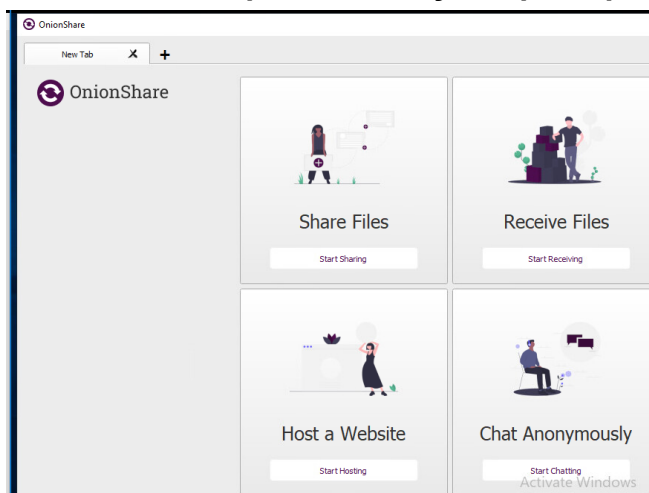 OnionShare
New Tab
OnionShare
Share Files
Start Sharing
Receive Files
Start Receiving
Host a Website
Start Hosting
Chat Anonymously
Start Chatting
Activate Windows